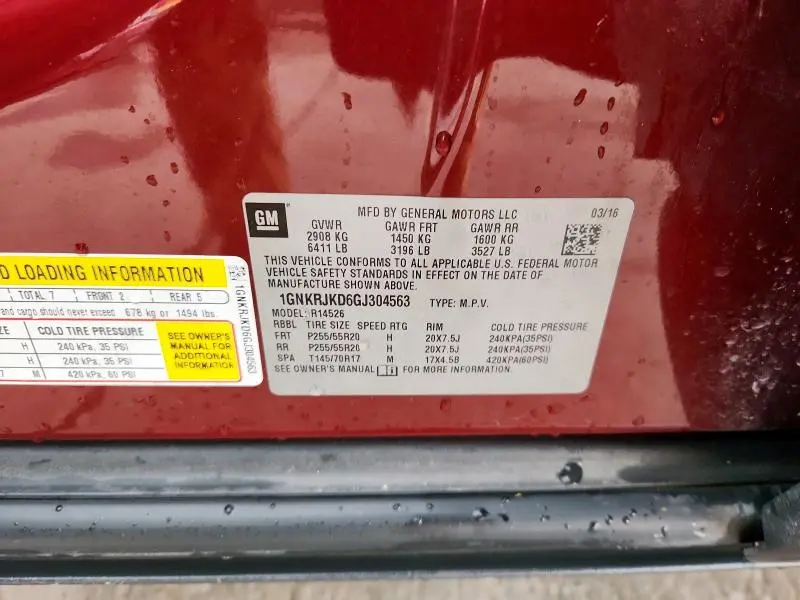 D LOADING INFORMATION
TOTAL 7 FRONT 2 REAR 5
and cargo should never exceed 678 kg or 1494 lbs.
ZE COLD TIRE PRESSURE
H 240 kPa, 35 PSI
H 240 kPa, 35 PSI
7 M 420 kPa, 60 PSI
SEE OWNER'S
MANUAL FOR
ADDITIONAL
INFORMATION
1GNKRJKD6GJ304563
GM
MFD BY GENERAL MOTORS LLC 03/16
GVWR GAWR FRT GAWR RR
2908 KG 1450 KG 1600 KG
6411 LB 3196 LB 3527 LB
THIS VEHICLE CONFORMS TO ALL APPLICABLE U.S. FEDERAL MOTOR
VEHICLE SAFETY STANDARDS IN EFFECT ON THE DATE OF
MANUFACTURE SHOWN ABOVE.
1GNKRJKD6GJ304563 TYPE: M.P.V.
MODEL: R14526
RBBL TIRE SIZE SPEED RTG RIM COLD TIRE PRESSURE
FRT P255/55R20 H 20X7.5J 240KPA(35PSI)
RR P255/55R20 H 20X7.5J 240KPA(35PSI)
SPA T145/70R17 M 17X4.5B 420KPA(60PSI)
SEE OWNER'S MANUAL FOR MORE INFORMATION.